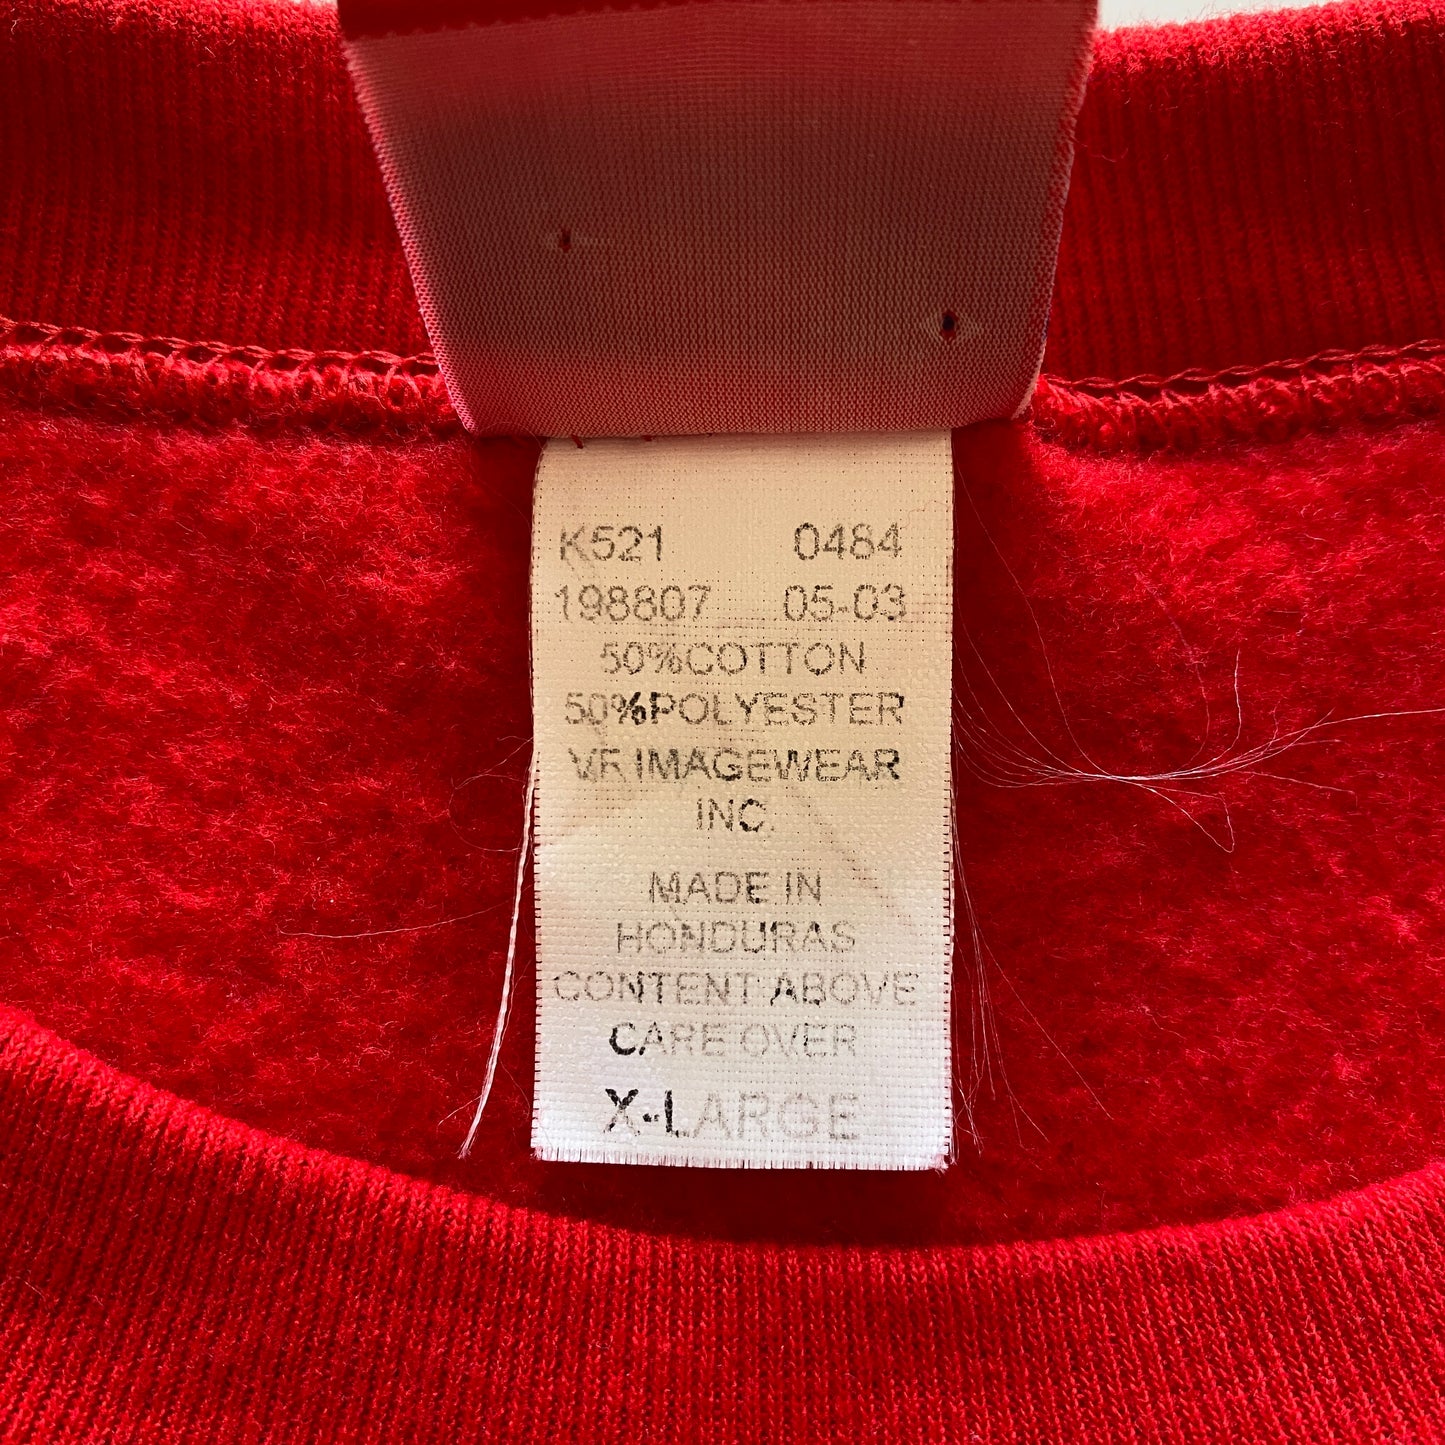 K521 0484
198807 05-03
50%COTTON
50%POLYESTER
VF IMAGEWEAR
INC.
MADE IN
HONDURAS
CONTENT ABOVE
CARE OVER
X-LARGE